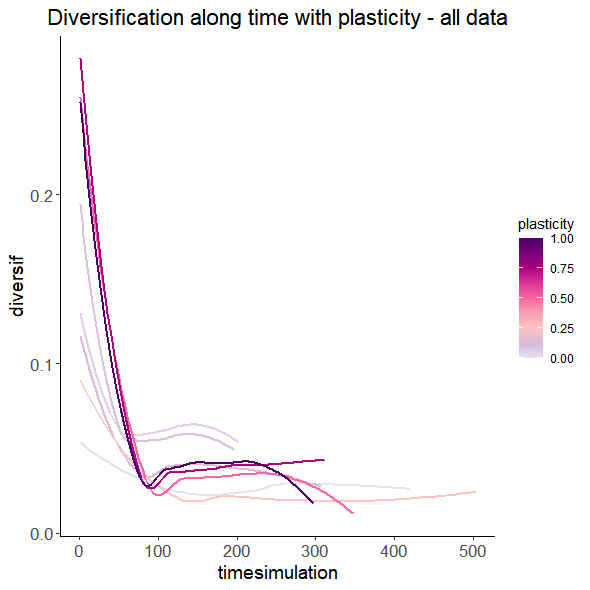 Diversification along time with plasticity - all data
diversif
0.2
0.1
0.0
0 100 200 300 400 500
timesimulation
plasticity
1.00
0.75
0.50
0.25
0.00